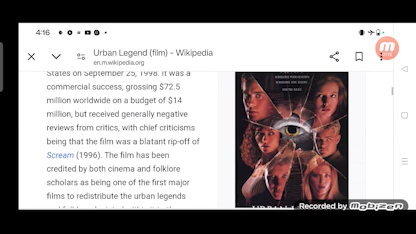 4:16
Urban Legend (film) - Wikipedia
en.m.wikipedia.org
States on September 25, 1998. It was a
commercial success, grossing $72.5
million worldwide on a budget of $14
million, but received generally negative
reviews from critics, with chief criticisms
being that the film was a blatant rip-off of
Scream (1996). The film has been
credited by both cinema and folklore
scholars as being one of the first major
films to redistribute the urban legends
Recorded by mobizen